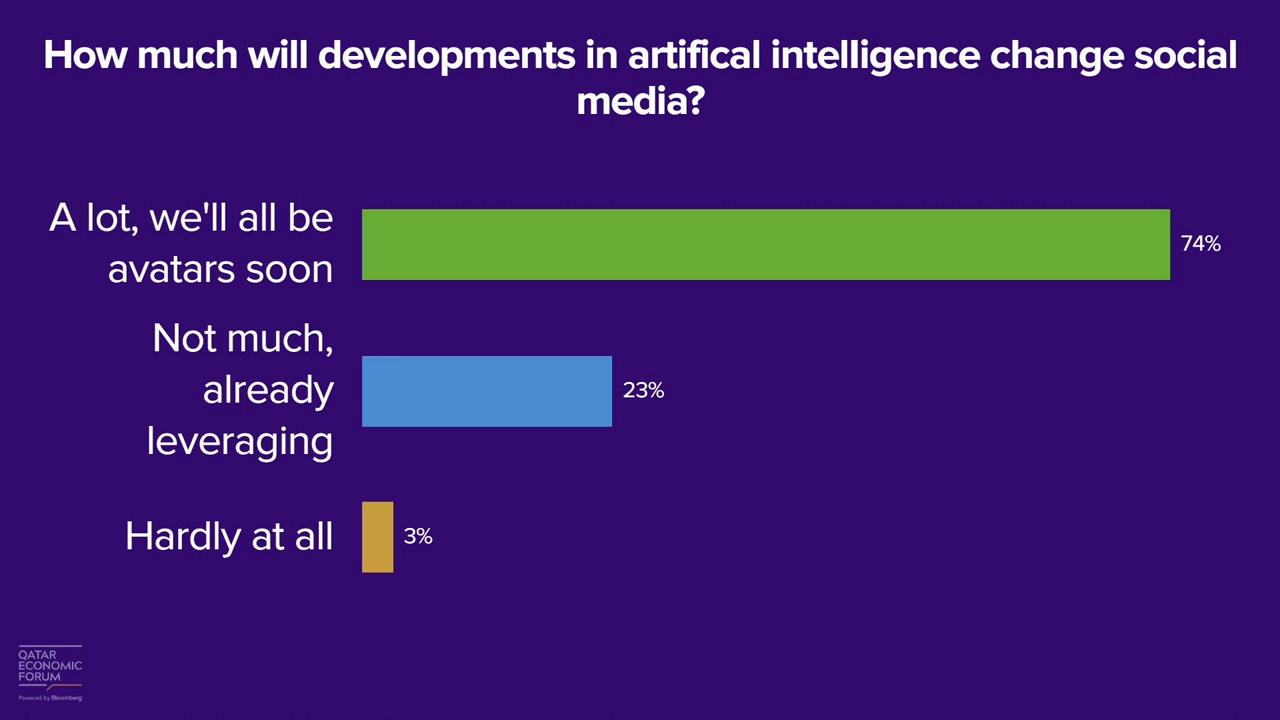 How much will developments in artifical intelligence change social
media?
A lot, we'll all be
avatars soon
74%
Not much,
already
leveraging
23%
Hardly at all
3%
QATAR
ECONOMIC
FORUM
Powered by Bloomberg